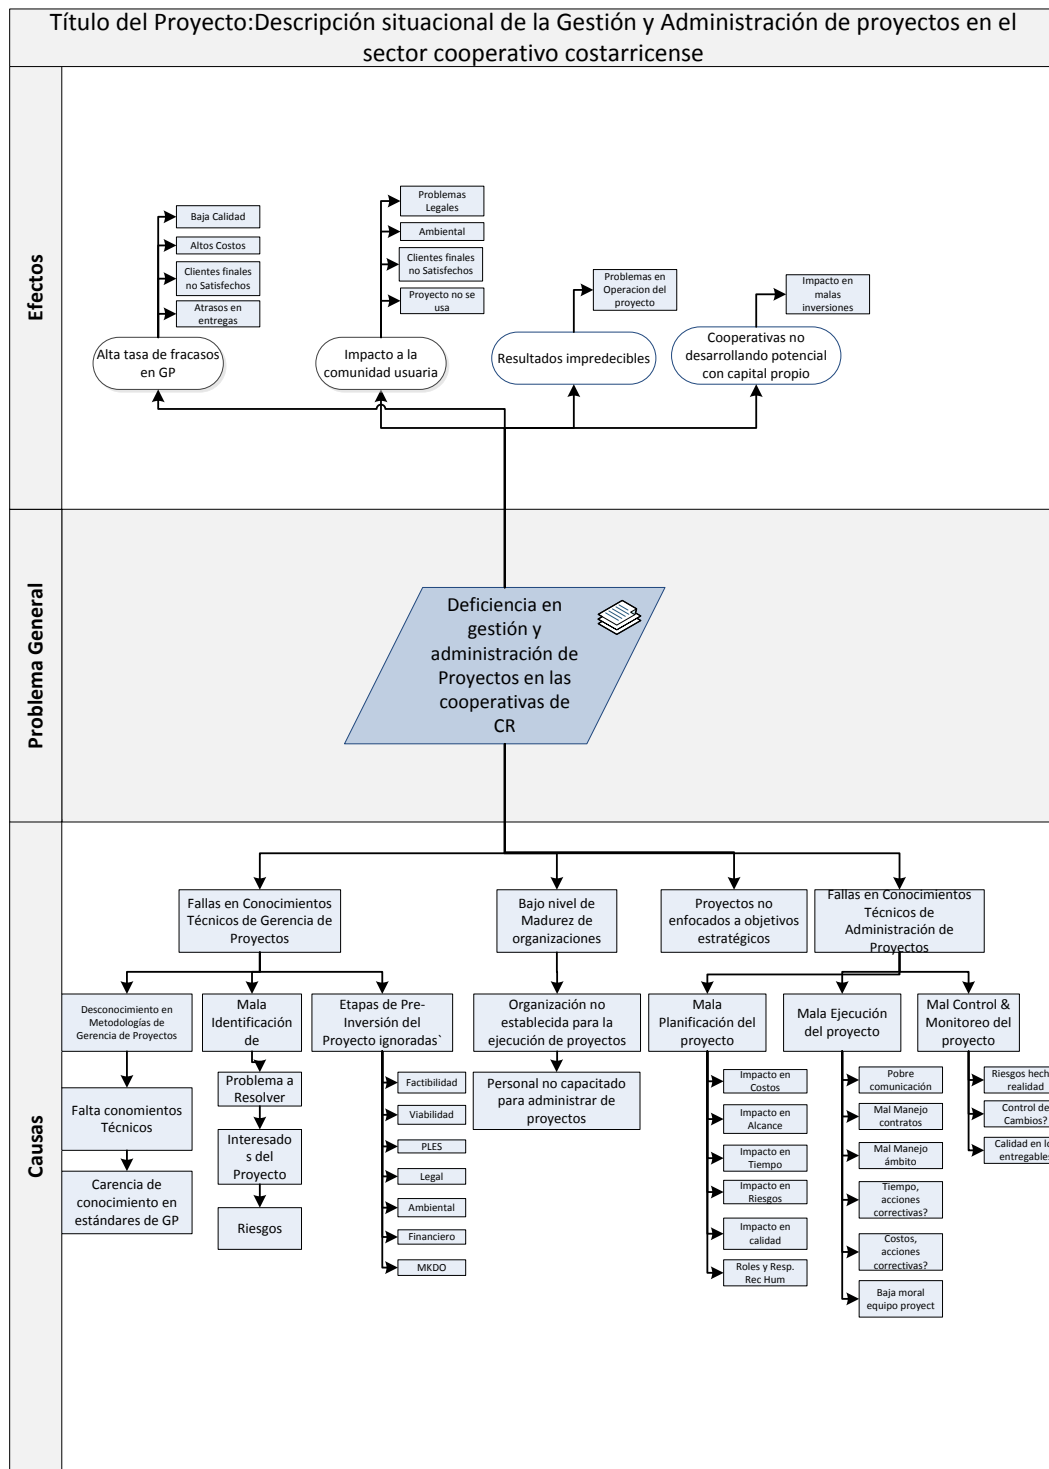 Título del Proyecto:Descripción situacional de la Gestión y Administración de proyectos en el
sector cooperativo costarricense
Efectos
Problemas
Legales
Ambiental
Clientes finales
no Satisfechos
Proyecto no se
usa
Baja Calidad
Altos Costos
Clientes finales
no Satisfechos
Atrasos en
entregas
Problemas en
Operacion del
proyecto
Impacto en
malas
inversiones
Alta tasa de fracasos
en GP
Impacto a la
comunidad usuaria
Resultados impredecibles
Cooperativas no
desarrollando potencial
con capital propio
Problema General
Deficiencia en
gestión y
administración de
Proyectos en las
cooperativas de
CR
Causas
Fallas en Conocimientos
Técnicos de Gerencia de
Proyectos
Bajo nivel de
Madurez de
organizaciones
Proyectos no
enfocados a objetivos
estratégicos
Fallas en Conocimientos
Técnicos de
Administración de
Proyectos
Desconocimiento en
Metodologías de
Gerencia de Proyectos
Mala
Identificación
de
Etapas de Pre-
Inversión del
Proyecto ignoradas`
Organización no
establecida para la
ejecución de proyectos
Mala
Planificación del
proyecto
Mala Ejecución
del proyecto
Mal Control &
Monitoreo del
proyecto
Falta conomientos
Técnicos
Carencia de
conocimiento en
estándares de GP
Problema a
Resolver
Interesado
s del
Proyecto
Riesgos
Factibilidad
Viabilidad
PLES
Legal
Ambiental
Financiero
MKDO
Personal no capacitado
para administrar de
proyectos
Impacto en
Costos
Impacto en
Alcance
Impacto en
Tiempo
Impacto en
Riesgos
Impacto en
calidad
Roles y Resp.
Rec Hum
Pobre
comunicación
Mal Manejo
contratos
Mal Manejo
ámbito
Tiempo,
acciones
correctivas?
Costos,
acciones
correctivas?
Baja moral
equipo proyect
Riesgos hech
realidad
Control de
Cambios?
Calidad en lo
entregables